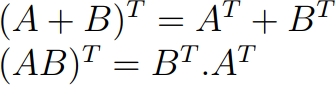 (A + B)^T = A^T + B^T
(AB)^T = B^T.A^T